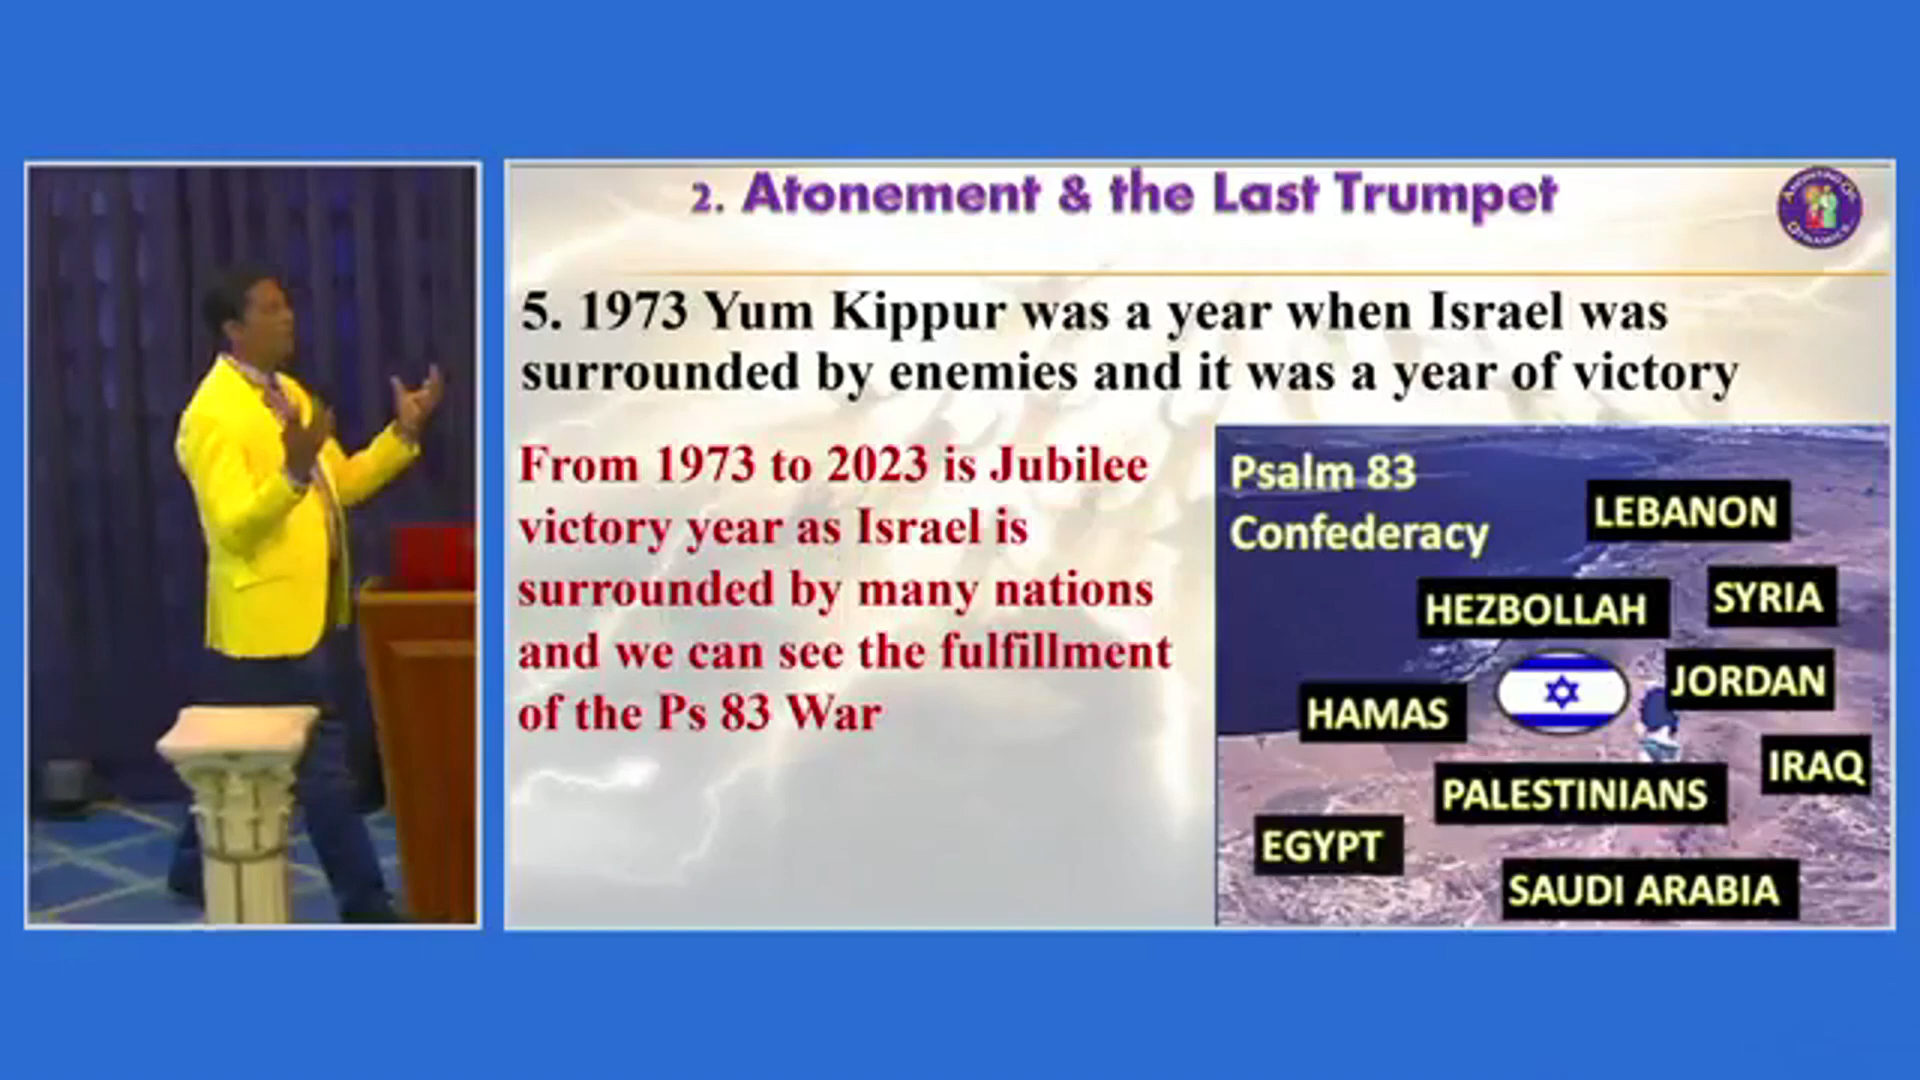 2. Atonement & the Last Trumpet
5. 1973 Yum Kippur was a year when Israel was
surrounded by enemies and it was a year of victory
From 1973 to 2023 is Jubilee
victory year as Israel is
surrounded by many nations
and we can see the fulfillment
of the Ps 83 War
Psalm 83
Confederacy
LEBANON
HEZBOLLAH
SYRIA
JORDAN
HAMAS
IRAQ
PALESTINIANS
EGYPT
SAUDI ARABIA